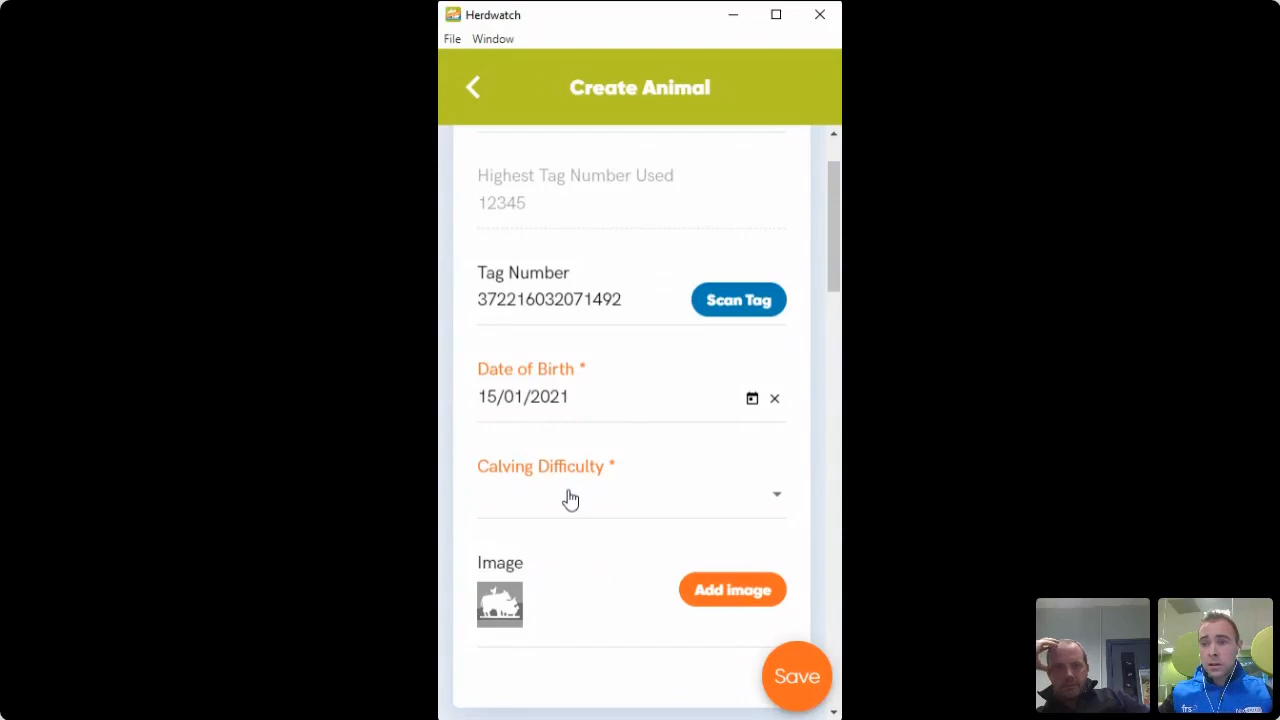 Herdwatch
File Window
Create Animal
Highest Tag Number Used
12345
Tag Number
372216032071492
Scan Tag
Date of Birth *
15/01/2021
Calving Difficulty *
Image
Add image
Save
frs